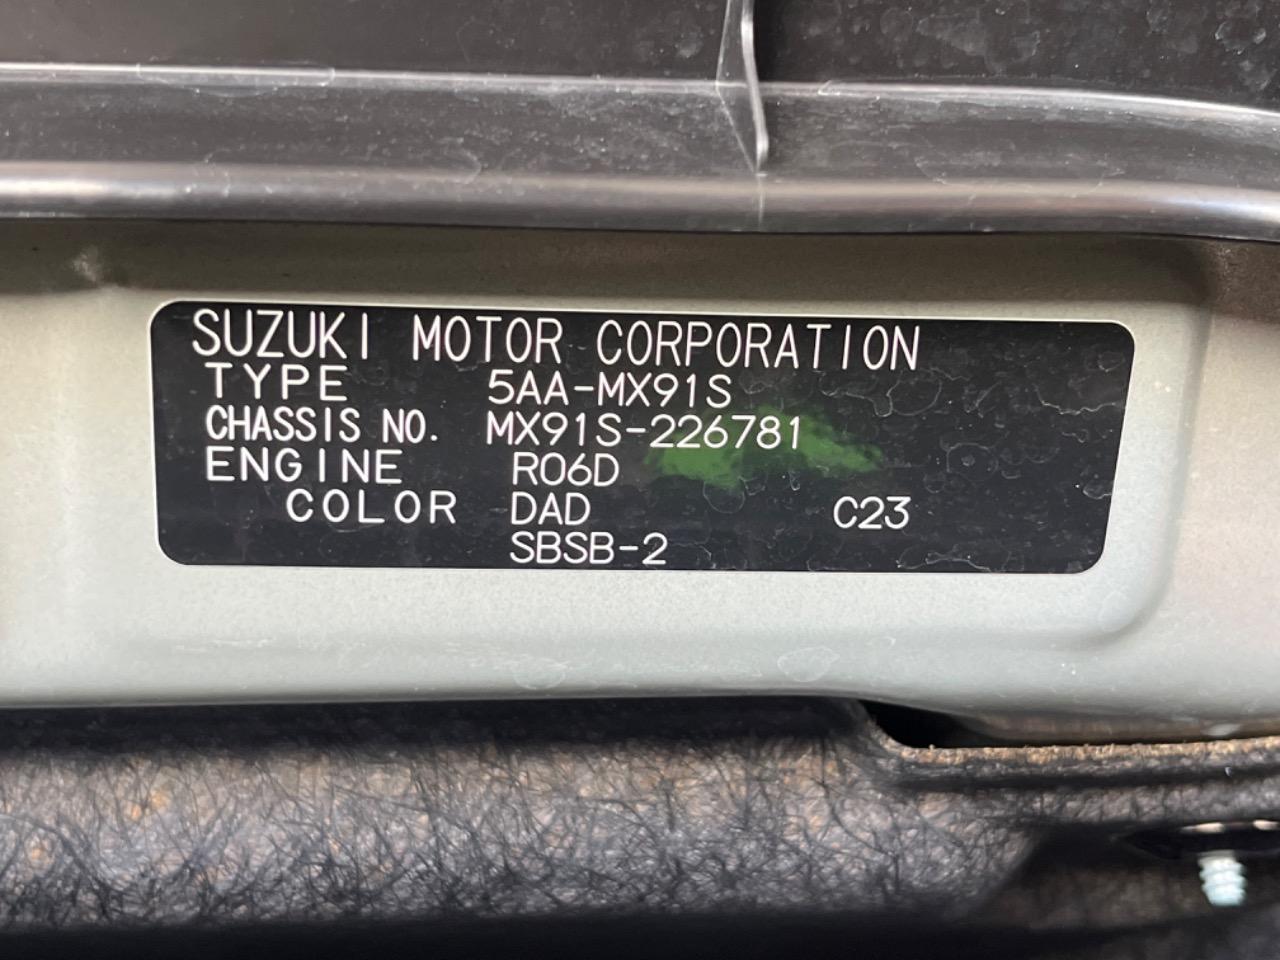 SUZUKI MOTOR CORPORATION
TYPE 5AA-MX91S
CHASSIS NO. MX91S-226781
ENGINE R06D
COLOR DAD C23
SBSB-2